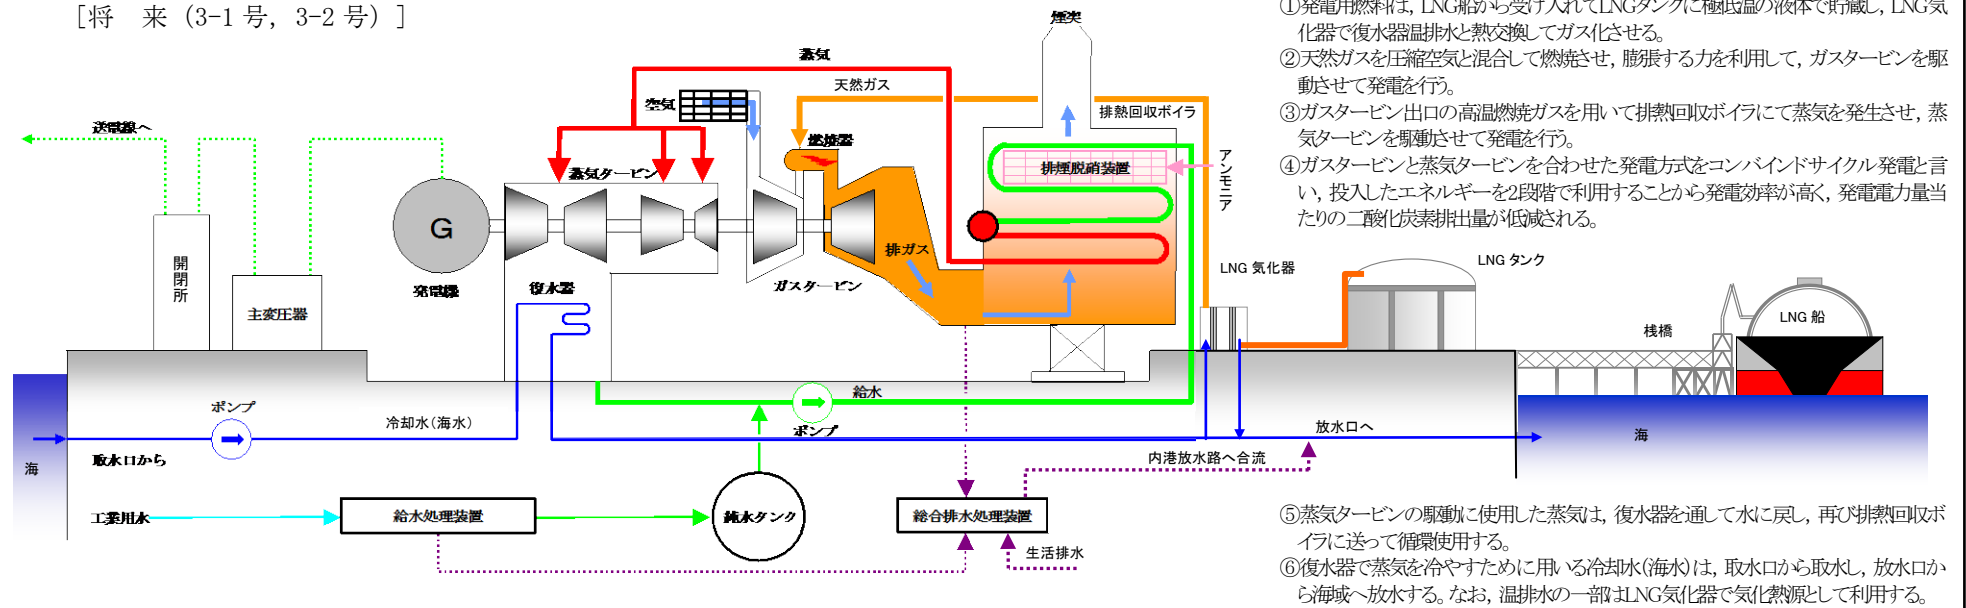 [将　来（3-1 号，3-2 号）]
煙突
①発電用燃料は，LNG船から受け入れてLNGタンクに極低温の液体で貯蔵し，LNG気
化器で復水器温排水と熱交換してガス化させる。
②天然ガスを圧縮空気と混合して燃焼させ，膨張する力を利用して，ガスタービンを駆
動させて発電を行う。
③ガスタービン出口の高温燃焼ガスを用いて排熱回収ボイラにて蒸気を発生させ，蒸
気タービンを駆動させて発電を行う。
④ガスタービンと蒸気タービンを合わせた発電方式をコンバインドサイクル発電と言
い，投入したエネルギーを2段階で利用することから発電効率が高く，発電電力量当
たりの二酸化炭素排出量が低減される。
蒸気
天然ガス
空気
排熱回収ボイラ
送電線へ
燃焼器
蒸気タービン
排煙脱硝装置
アンモニア
G
排ガス
開閉所
発電機
復水器
ガスタービン
主変圧器
LNG 気化器
LNG タンク
LNG 船
桟橋
給水
ポンプ
冷却水(海水)
ポンプ
放水口へ
海
取水口から
海
内港放水路へ合流
工業用水
給水処理装置
純水タンク
総合排水処理装置
生活排水
⑤蒸気タービンの駆動に使用した蒸気は，復水器を通して水に戻し，再び排熱回収ボ
イラに送って循環使用する。
⑥復水器で蒸気を冷やすために用いる冷却水(海水)は，取水口から取水し，放水口か
ら海域へ放水する。なお，温排水の一部はLNG気化器で気化熱源として利用する。